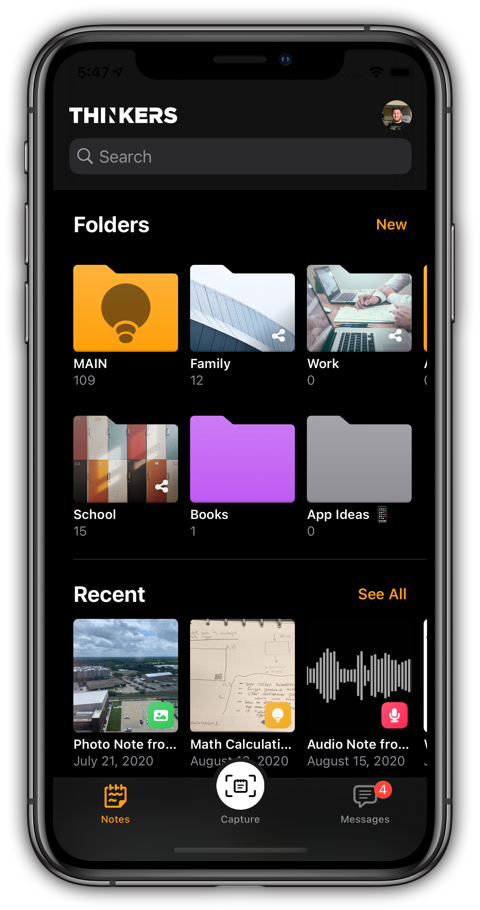 5:47
THINKERS
Search
Folders
New
MAIN
109
Family
12
Work
0
School
15
Books
1
App Ideas 📱
0
Recent
See All
Photo Note fro...
July 21, 2020
Math Calculati...
August 18, 2020
Audio Note fro...
August 15, 2020
Notes
Capture
Messages
4